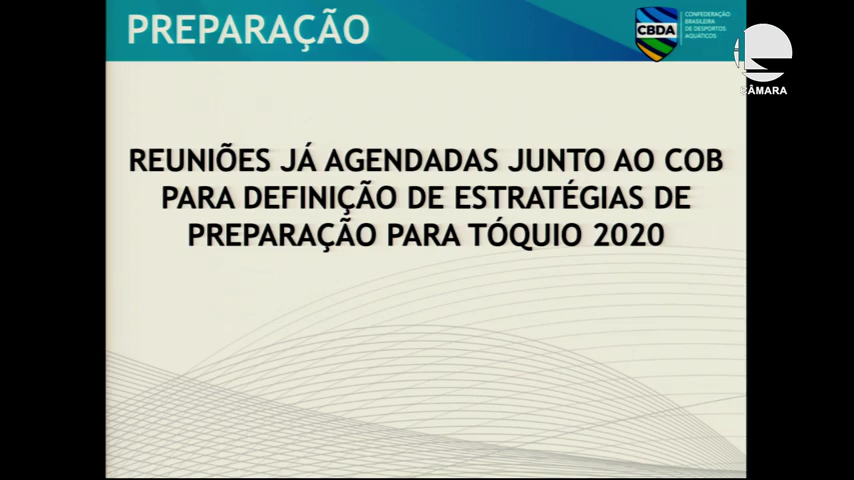 PREPARAÇÃO
CBDA
CONFEDERAÇÃO
BRASILEIRA
DE DESPORTOS
AQUÁTICOS
CÂMARA
REUNIÕES JÁ AGENDADAS JUNTO AO COB
PARA DEFINIÇÃO DE ESTRATÉGIAS DE
PREPARAÇÃO PARA TÓQUIO 2020